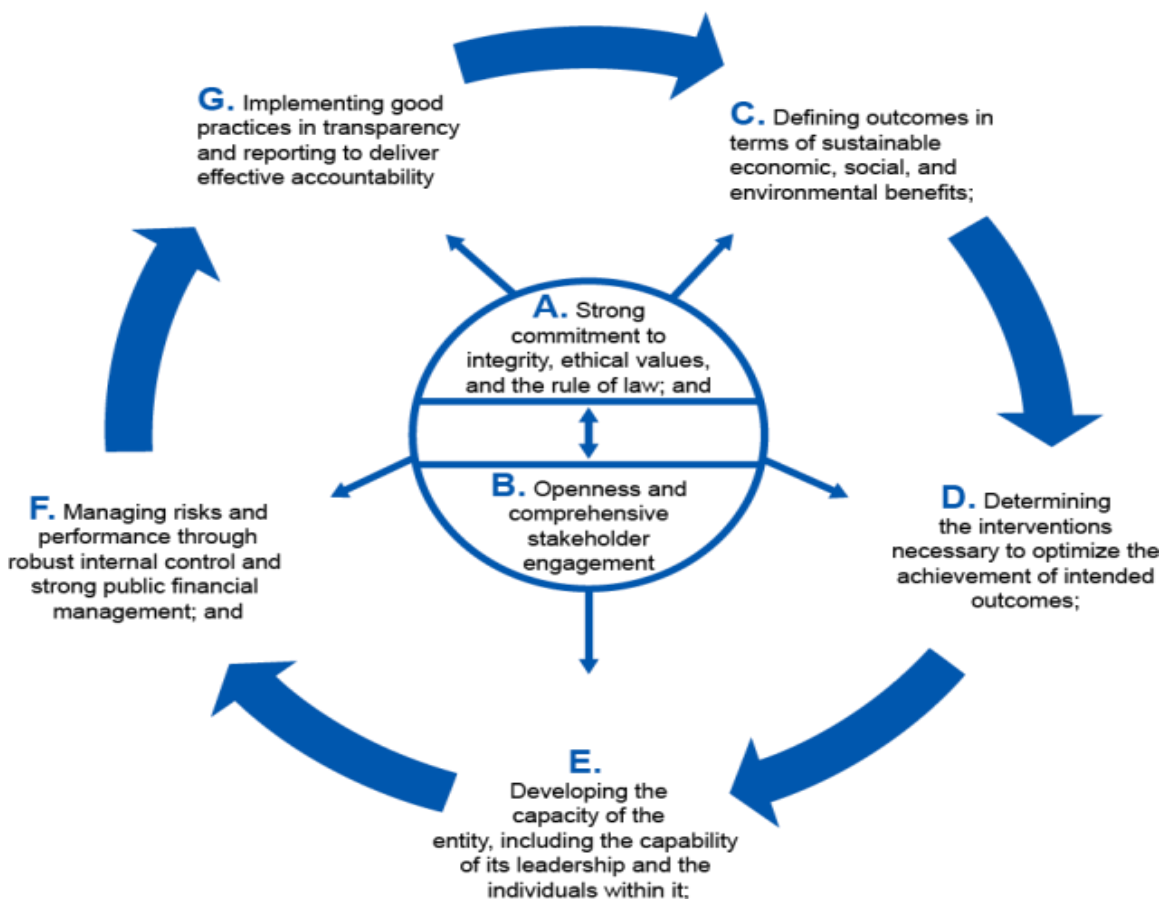 G. Implementing good
practices in transparency
and reporting to deliver
effective accountability
C. Defining outcomes in
terms of sustainable
economic, social, and
environmental benefits;
A. Strong
commitment to
integrity, ethical values,
and the rule of law; and
B. Openness and
comprehensive
stakeholder
engagement
D. Determining
the interventions
necessary to optimize the
achievement of intended
outcomes;
E.
Developing the
capacity of the
entity, including the capability
of its leadership and the
individuals within it;
F. Managing risks and
performance through
robust internal control and
strong public financial
management; and